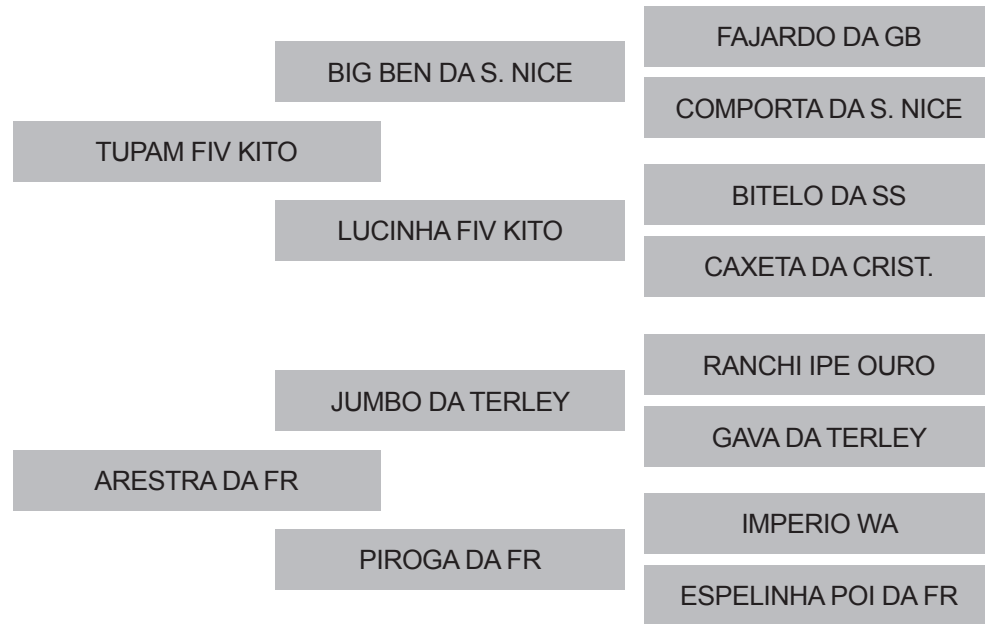 FAJARDO DA GB
BIG BEN DA S. NICE
COMPORTA DA S. NICE
TUPAM FIV KITO
BITELO DA SS
LUCINHA FIV KITO
CAXETA DA CRIST.
RANCHI IPE OURO
JUMBO DA TERLEY
GAVA DA TERLEY
ARESTRA DA FR
IMPERIO WA
PIROGA DA FR
ESPELINHA POI DA FR